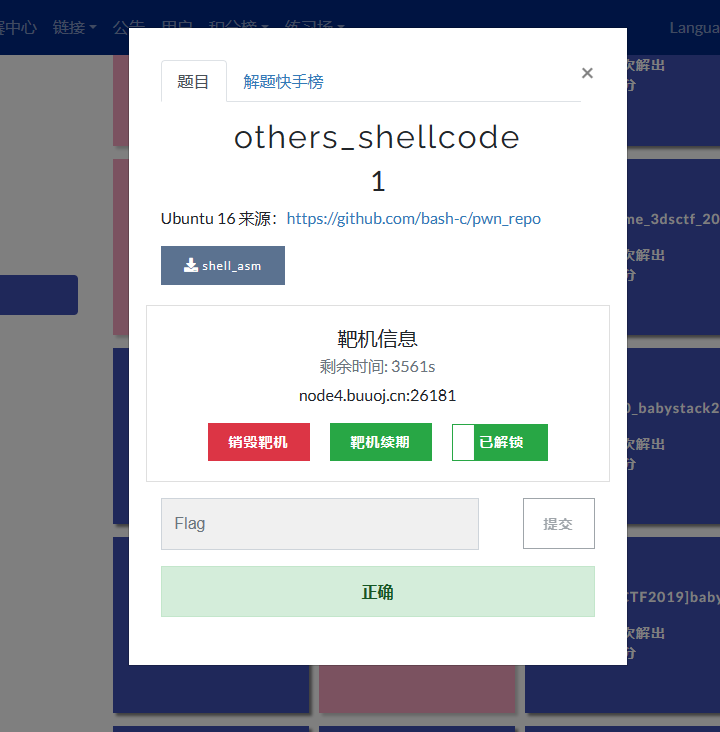 赛中心 链接 公告 用户 积分榜 练习场 Langua
题目 解题快手榜 ×
others_shellcode
1
Ubuntu 16 来源：https://github.com/bash-c/pwn_repo
shell_asm
靶机信息
剩余时间: 3561s
node4.buuoj.cn:26181
销毁靶机 靶机续期 已解锁
Flag 提交
正确
次解出
分
me_3dsctf_20
次解出
分
0_babystack2
次解出
分
CTF2019]baby
次解出
分